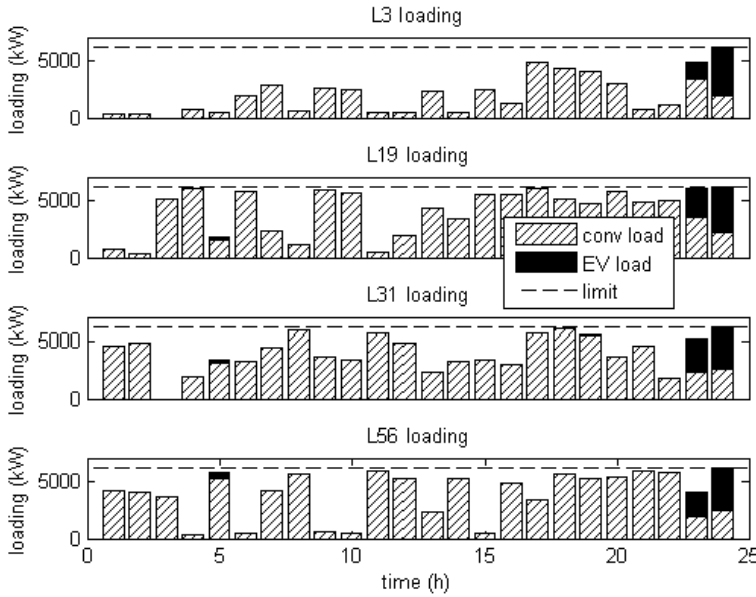 L3 loading
loading (kW)
5000
0
L19 loading
loading (kW)
5000
0
conv load
EV load
limit
L31 loading
loading (kW)
5000
0
L56 loading
loading (kW)
5000
0
0 5 10 15 20 25
time (h)